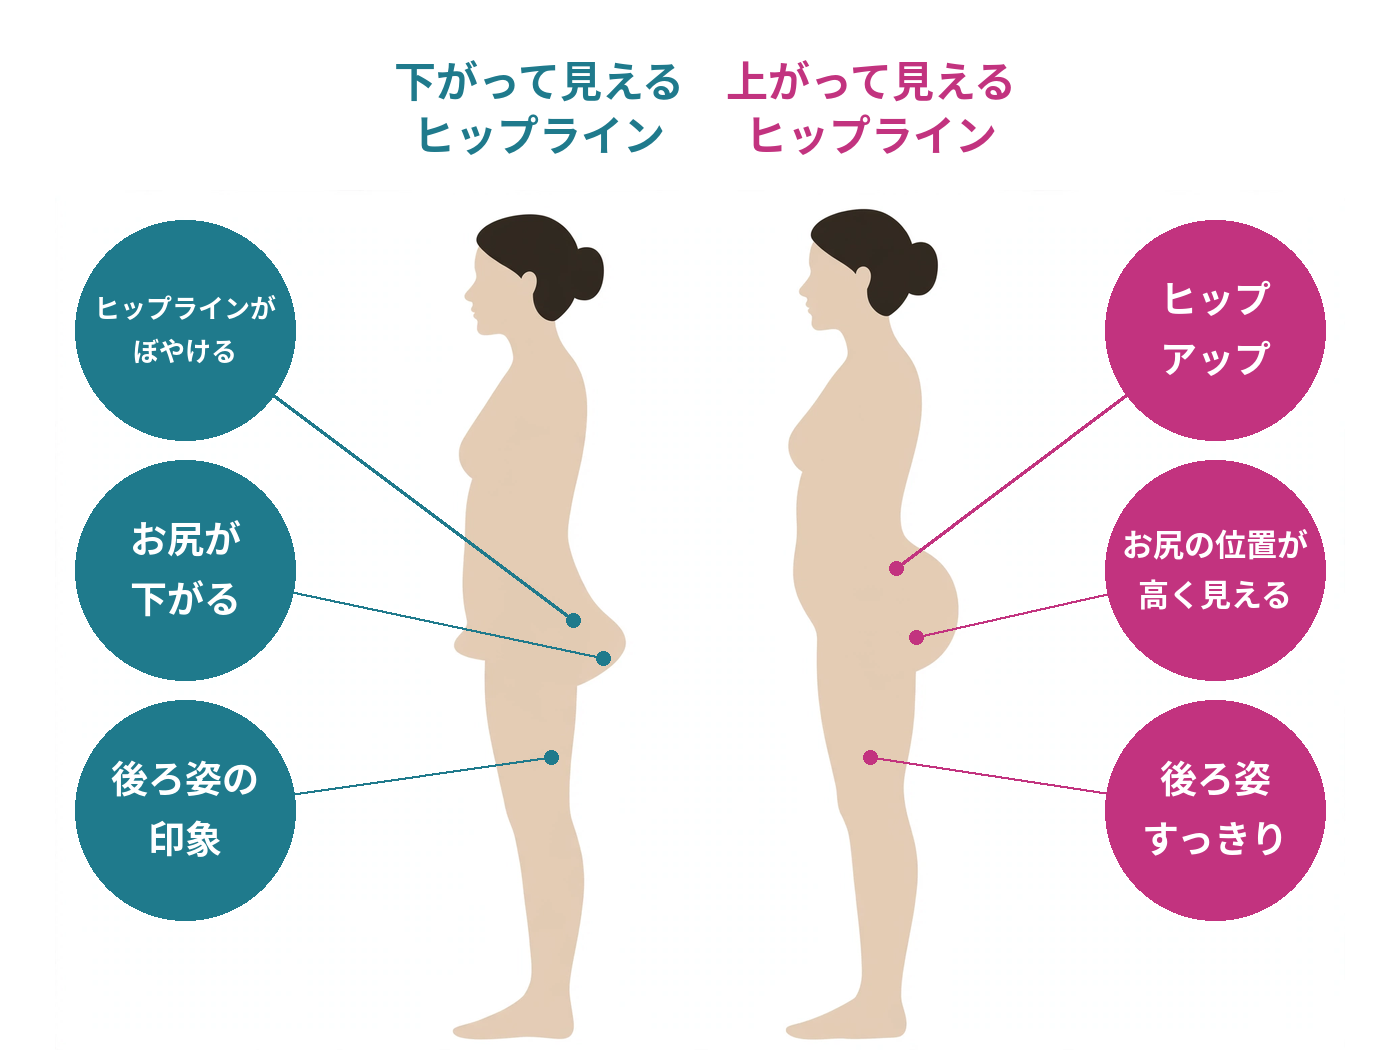 下がって見える
ヒップライン
上がって見える
ヒップライン
ヒップラインが
ぼやける
お尻が
下がる
後ろ姿の
印象
ヒップ
アップ
お尻の位置が
高く見える
後ろ姿
すっきり